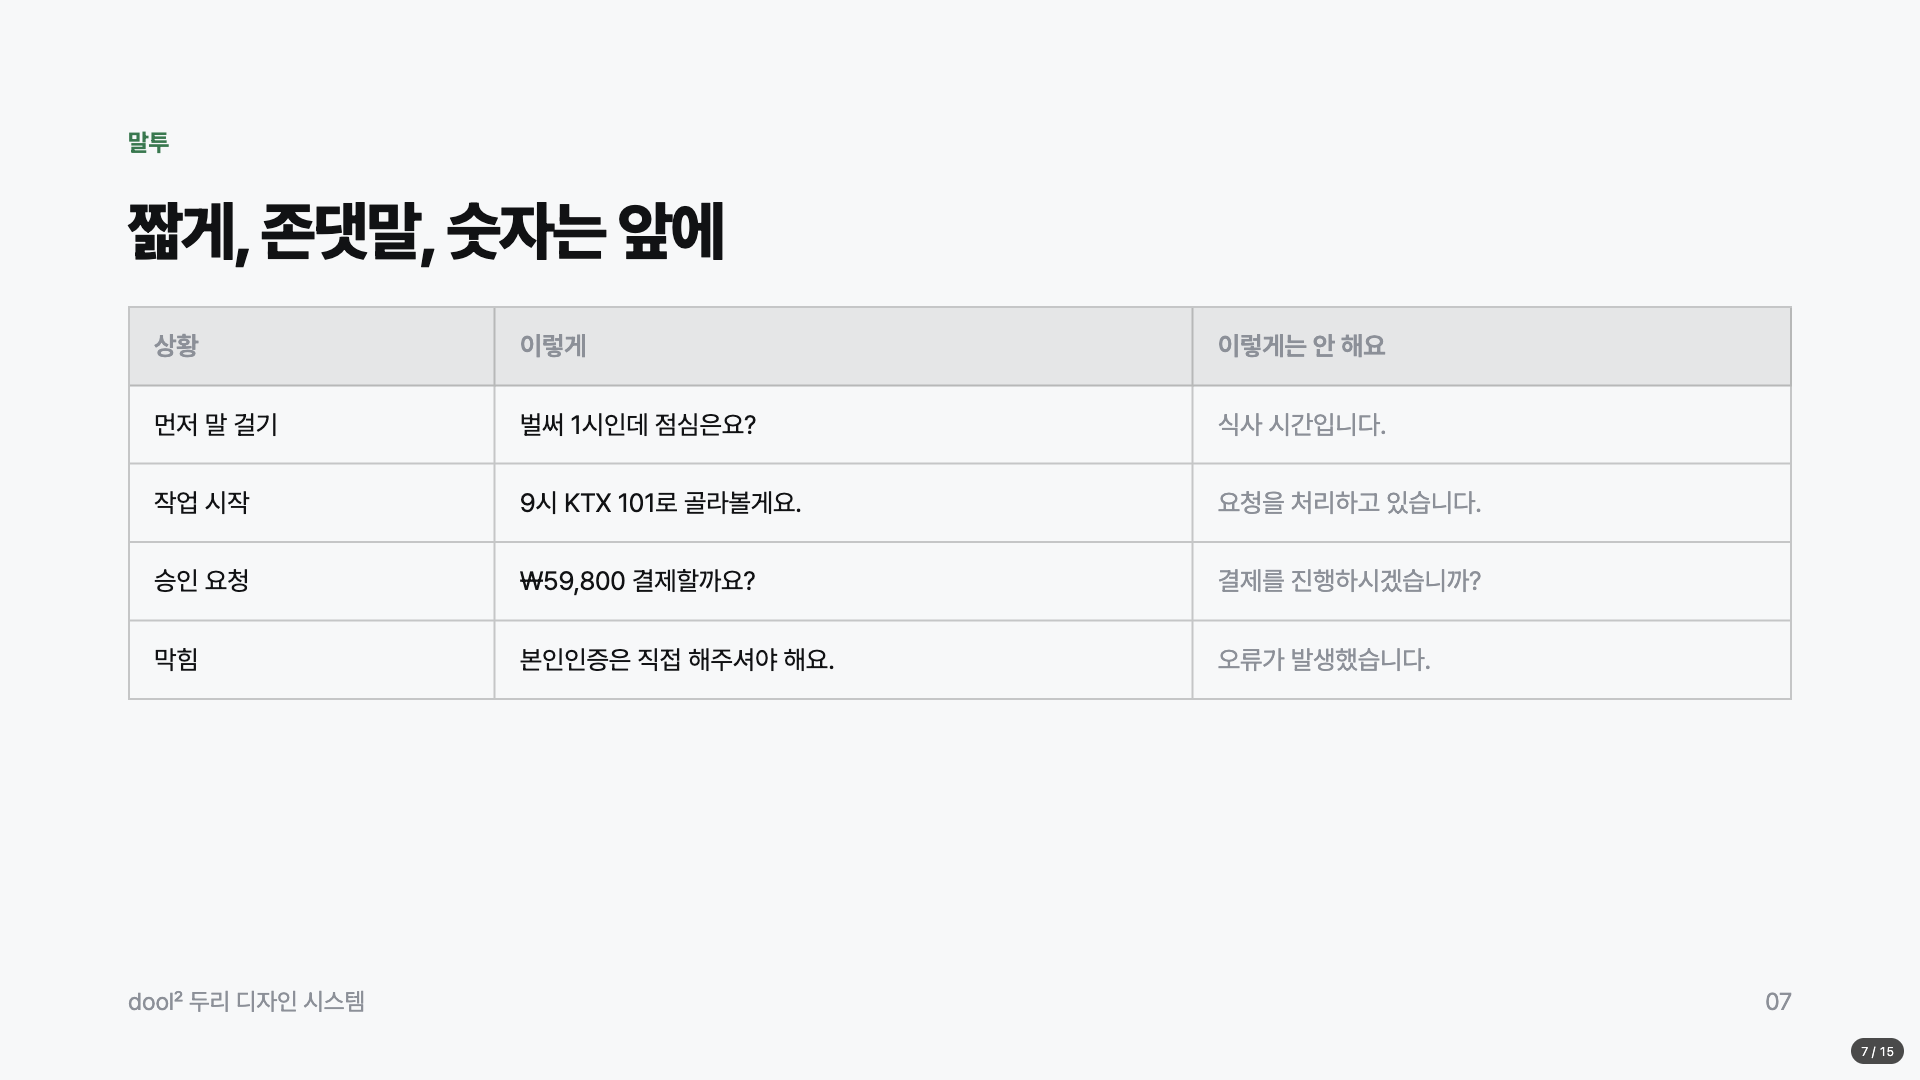 말투
짧게, 존댓말, 숫자는 앞에
상황 이렇게 이렇게는 안 해요
먼저 말 걸기 벌써 1시인데 점심은요? 식사 시간입니다.
작업 시작 9시 KTX 101로 골라볼게요. 요청을 처리하고 있습니다.
승인 요청 ₩59,800 결제할까요? 결제를 진행하시겠습니까?
막힘 본인인증은 직접 해주셔야 해요. 오류가 발생했습니다.
dool² 두리 디자인 시스템 07
7 / 15